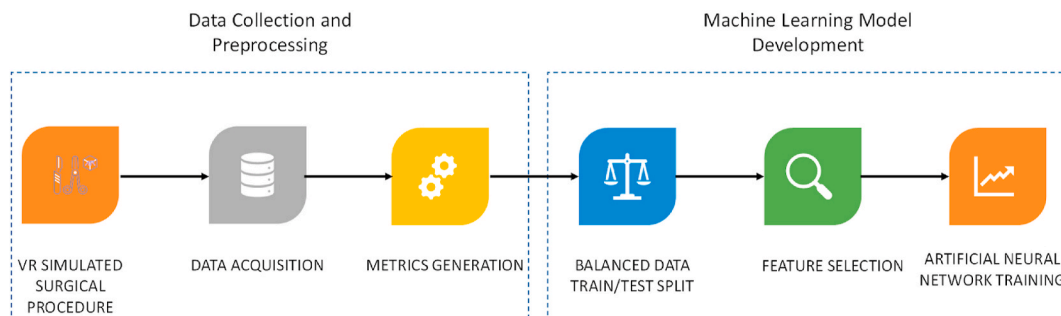 Data Collection and
Preprocessing
Machine Learning Model
Development
VR SIMULATED
SURGICAL
PROCEDURE
DATA ACQUISITION
METRICS GENERATION
BALANCED DATA
TRAIN/TEST SPLIT
FEATURE SELECTION
ARTIFICIAL NEURAL
NETWORK TRAINING